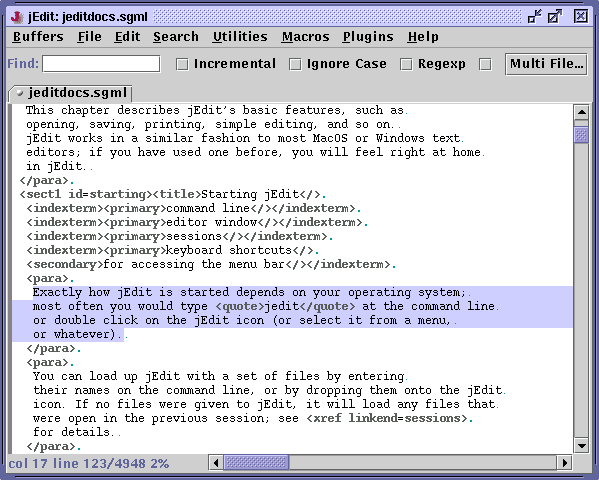 jEdit: jeditdocs.sgml
Buffers File Edit Search Utilities Macros Plugins Help
Find: Incremental Ignore Case Regexp Multi File...
jeditdocs.sgml
This chapter describes jEdit's basic features, such as.
opening, saving, printing, simple editing, and so on..
jEdit works in a similar fashion to most MacOS or Windows text.
editors; if you have used one before, you will feel right at home.
in jEdit..
</para>.
<sect1 id=starting><title>Starting jEdit</>.
<indexterm><primary>command line</></indexterm>.
<indexterm><primary>editor window</></indexterm>.
<indexterm><primary>sessions</></indexterm>.
<indexterm><primary>keyboard shortcuts</>.
<secondary>for accessing the menu bar</></indexterm>.
<para>.
Exactly how jEdit is started depends on your operating system;.
most often you would type <quote>jedit</quote> at the command line.
or double click on the jEdit icon (or select it from a menu,.
or whatever)..
</para>.
<para>.
You can load up jEdit with a set of files by entering.
their names on the command line, or by dropping them onto the jEdit.
icon. If no files were given to jEdit, it will load any files that.
were open in the previous session; see <xref linkend=sessions>.
for details..
</para>.
col 17 line 123/4948 2%